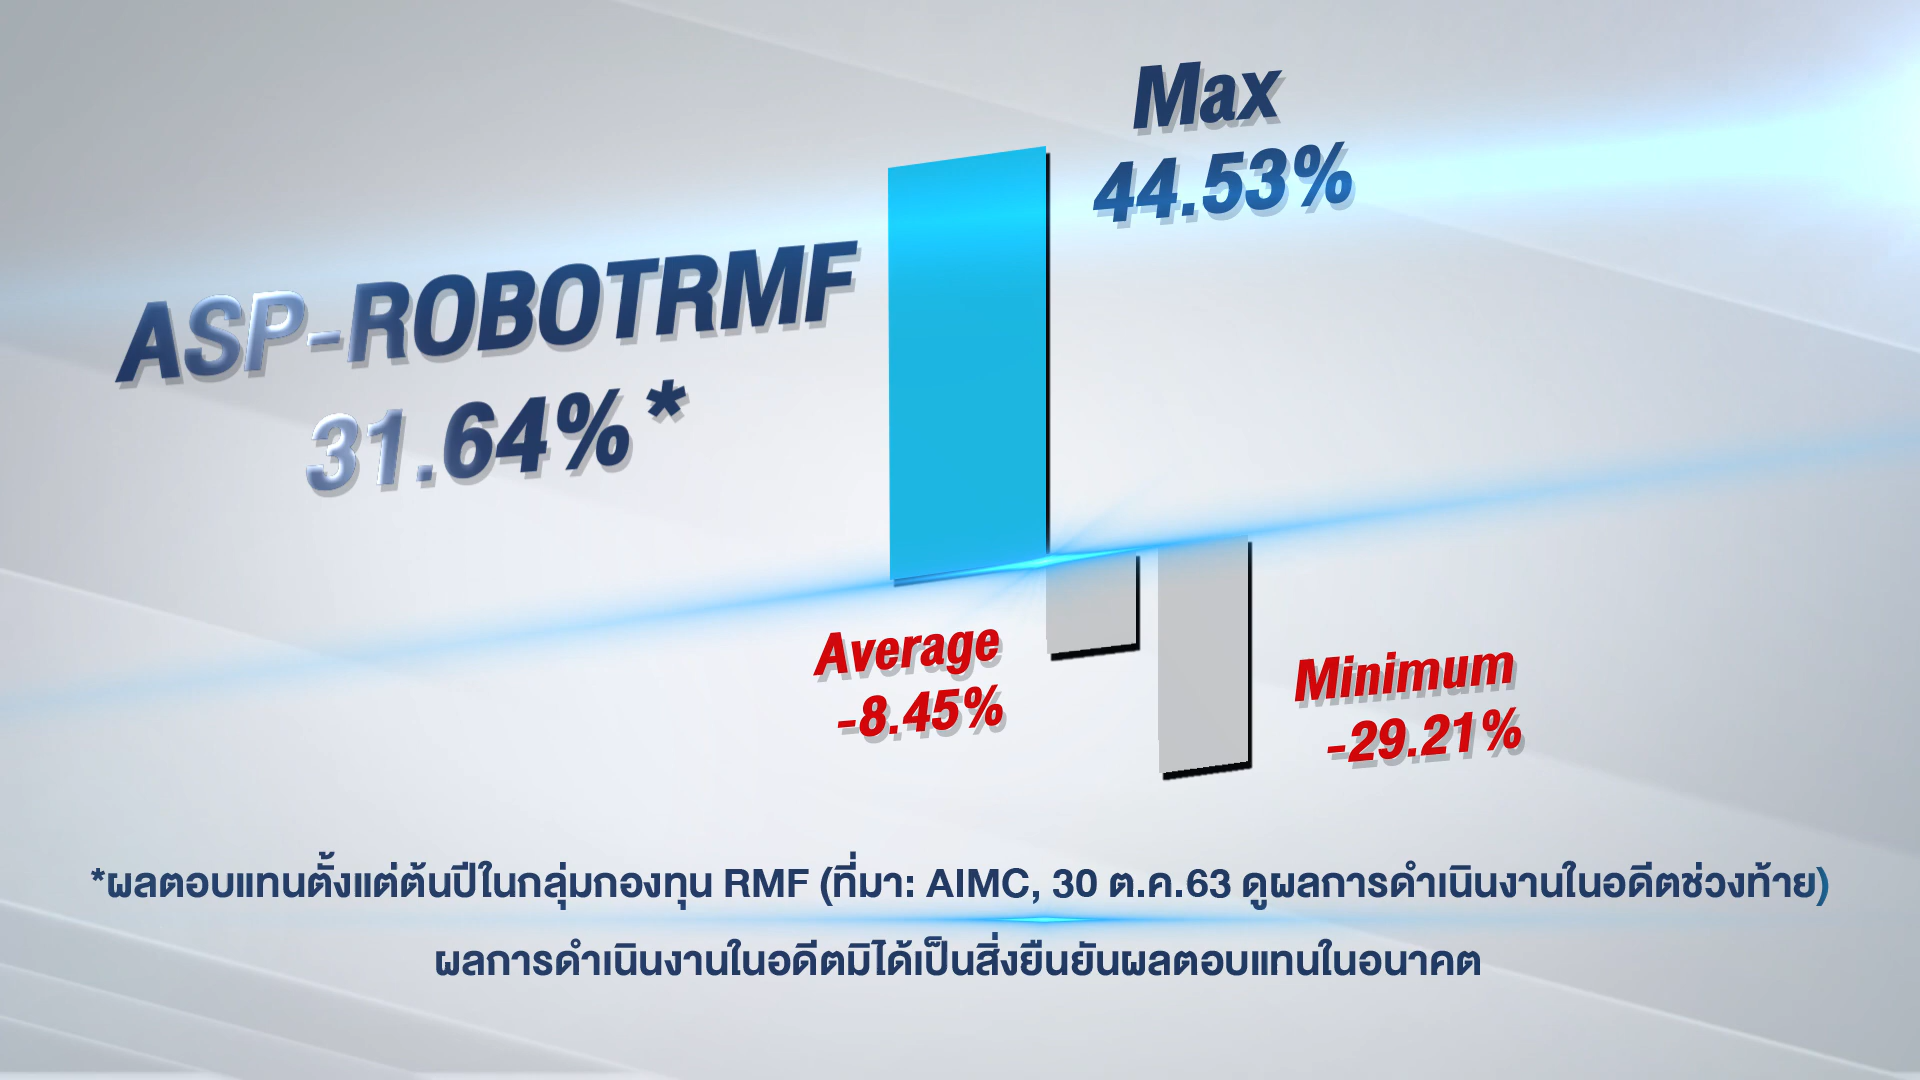 Max
44.53%
ASP-ROBOTRMF
31.64%*
Average
-8.45%
Minimum
-29.21%
*ผลตอบแทนตั้งแต่ต้นปีในกลุ่มกองทุน RMF (ที่มา: AIMC, 30 ต.ค.63 ดูผลการดำเนินงานในอดีตช่วงท้าย)
ผลการดำเนินงานในอดีตมิได้เป็นสิ่งยืนยันผลตอบแทนในอนาคต